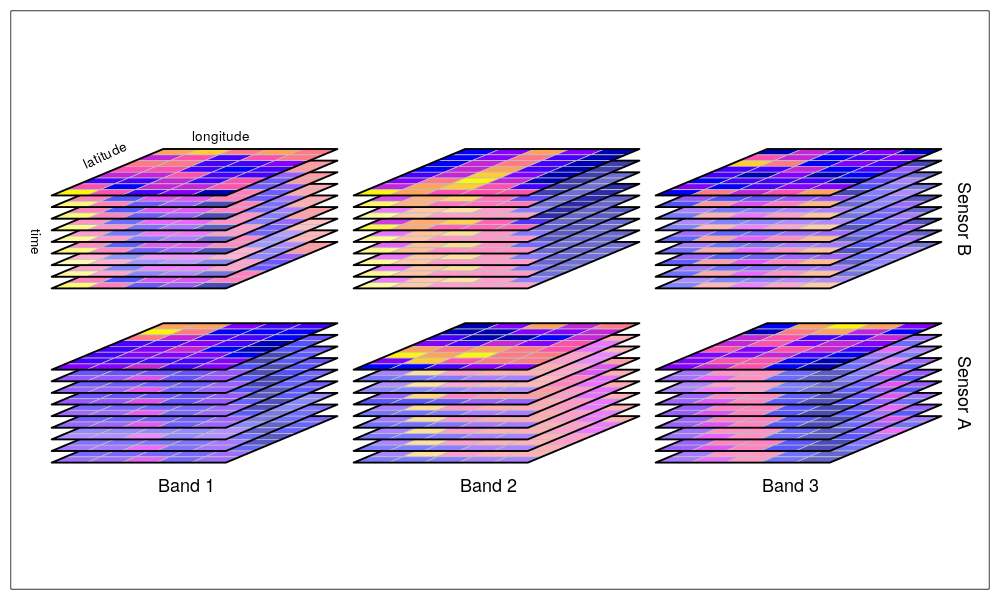 longitude
latitude
time
Sensor B
Sensor A
Band 1
Band 2
Band 3